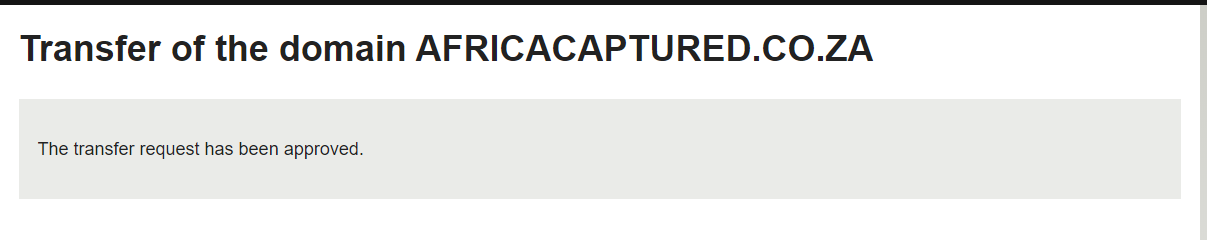 Transfer of the domain AFRICACAPTURED.CO.ZA
The transfer request has been approved.